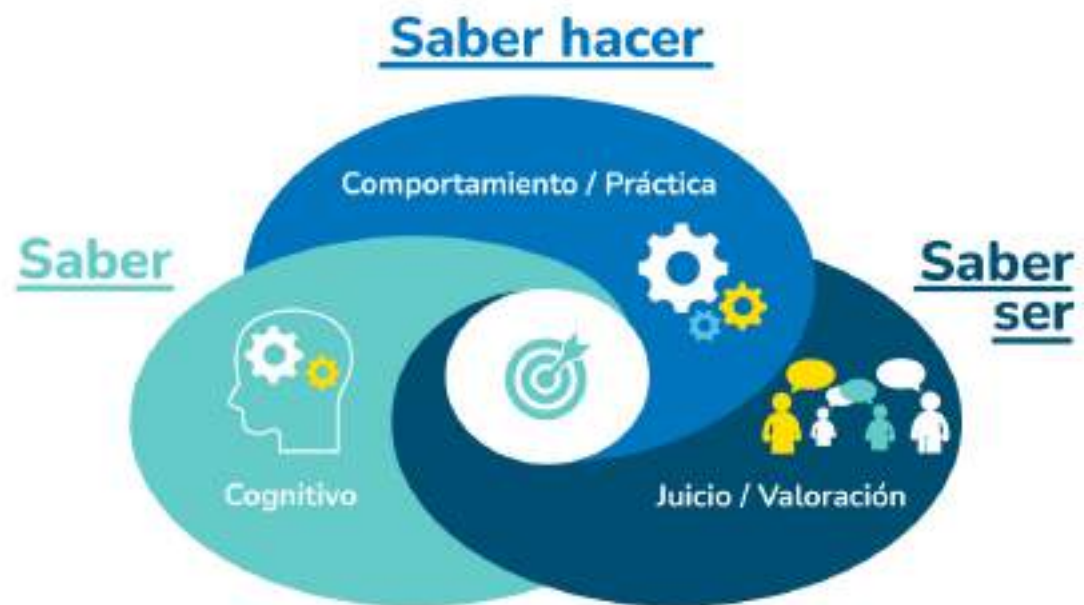 Saber hacer
Comportamiento / Práctica
Saber
Saber
ser
Cognitivo
Juicio / Valoración